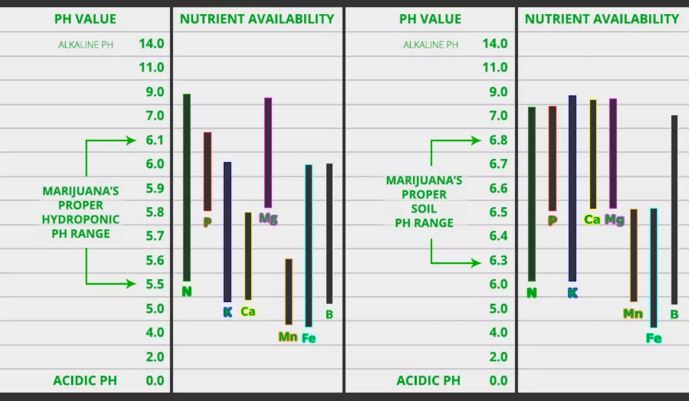 PH VALUE
ALKALINE PH 14.0
11.0
9.0
7.0
6.1
6.0
5.9
5.8
5.7
5.6
5.5
5.0
4.0
2.0
ACIDIC PH 0.0
MARIJUANA'S
PROPER
HYDROPONIC
PH RANGE
NUTRIENT AVAILABILITY
N
P
K
Ca
Mg
Mn
Fe
B
PH VALUE
ALKALINE PH 14.0
11.0
9.0
7.0
6.8
6.7
6.6
6.5
6.4
6.3
6.0
5.0
4.0
2.0
ACIDIC PH 0.0
MARIJUANA'S
PROPER
SOIL
PH RANGE
NUTRIENT AVAILABILITY
N
P
K
Ca
Mg
Mn
Fe
B